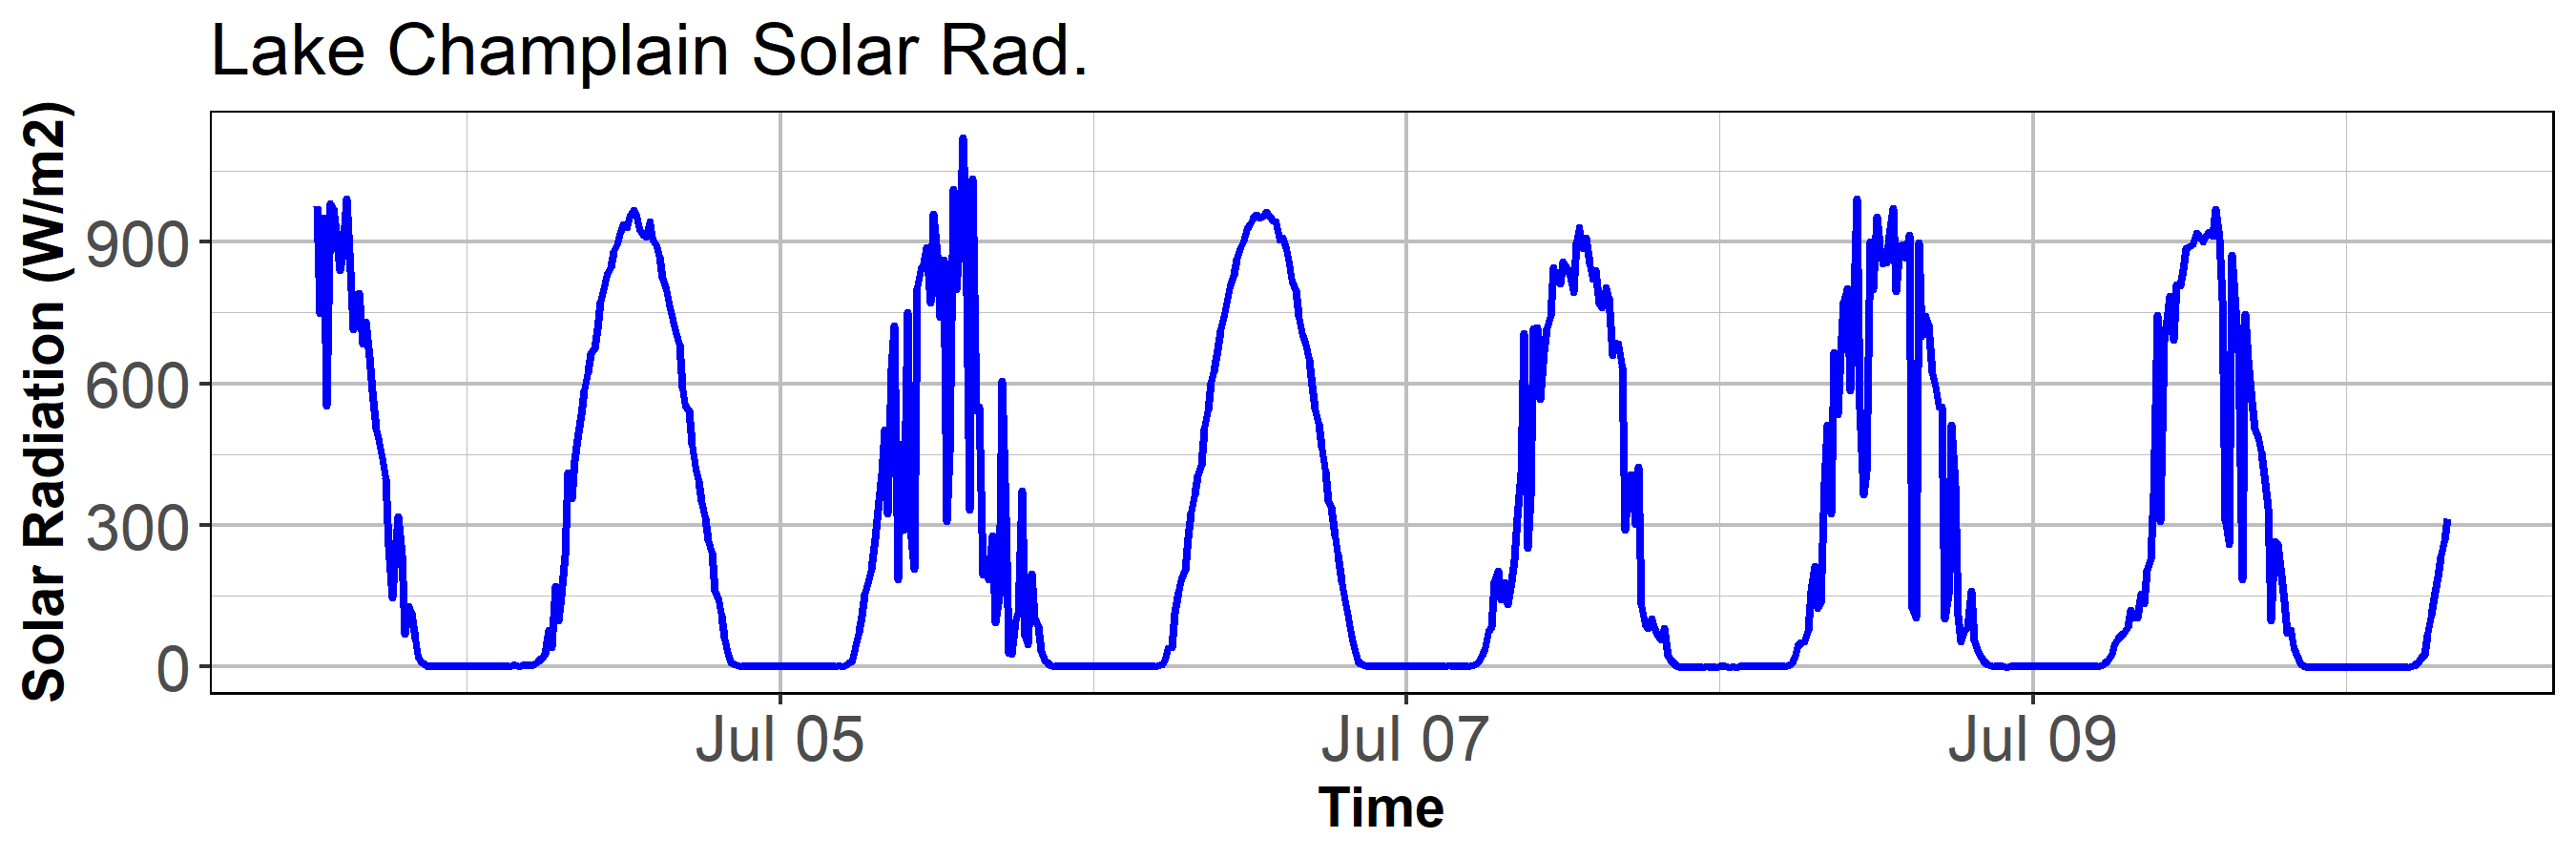 Lake Champlain Solar Rad.
Solar Radiation (W/m2)
900
600
300
0
Jul 05 Jul 07 Jul 09
Time